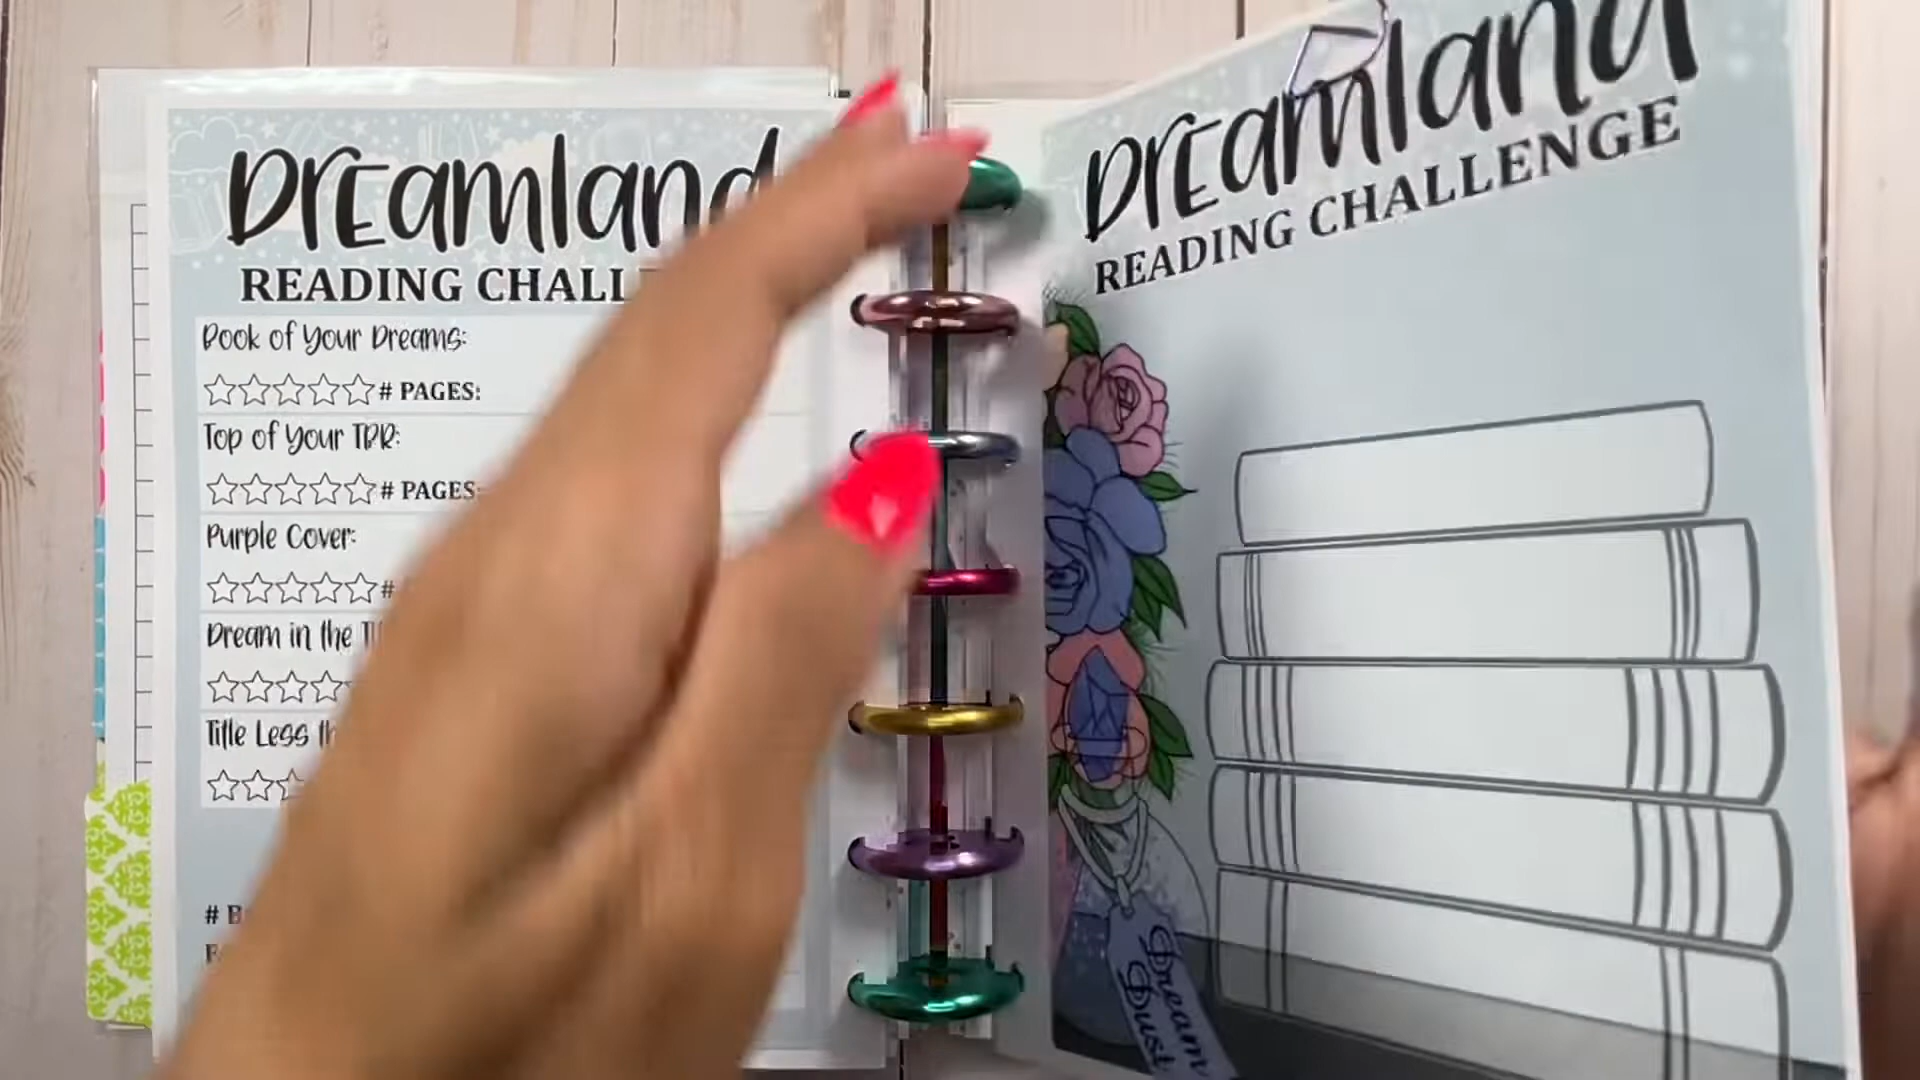 Dreamland
READING CHALL
Book of Your Dreams:
# PAGES:
Top of Your TBR:
# PAGES:
Purple Cover:
#
Dream in the
Title Less
#
Dreamland
READING CHALLENGE
Dream
Dust